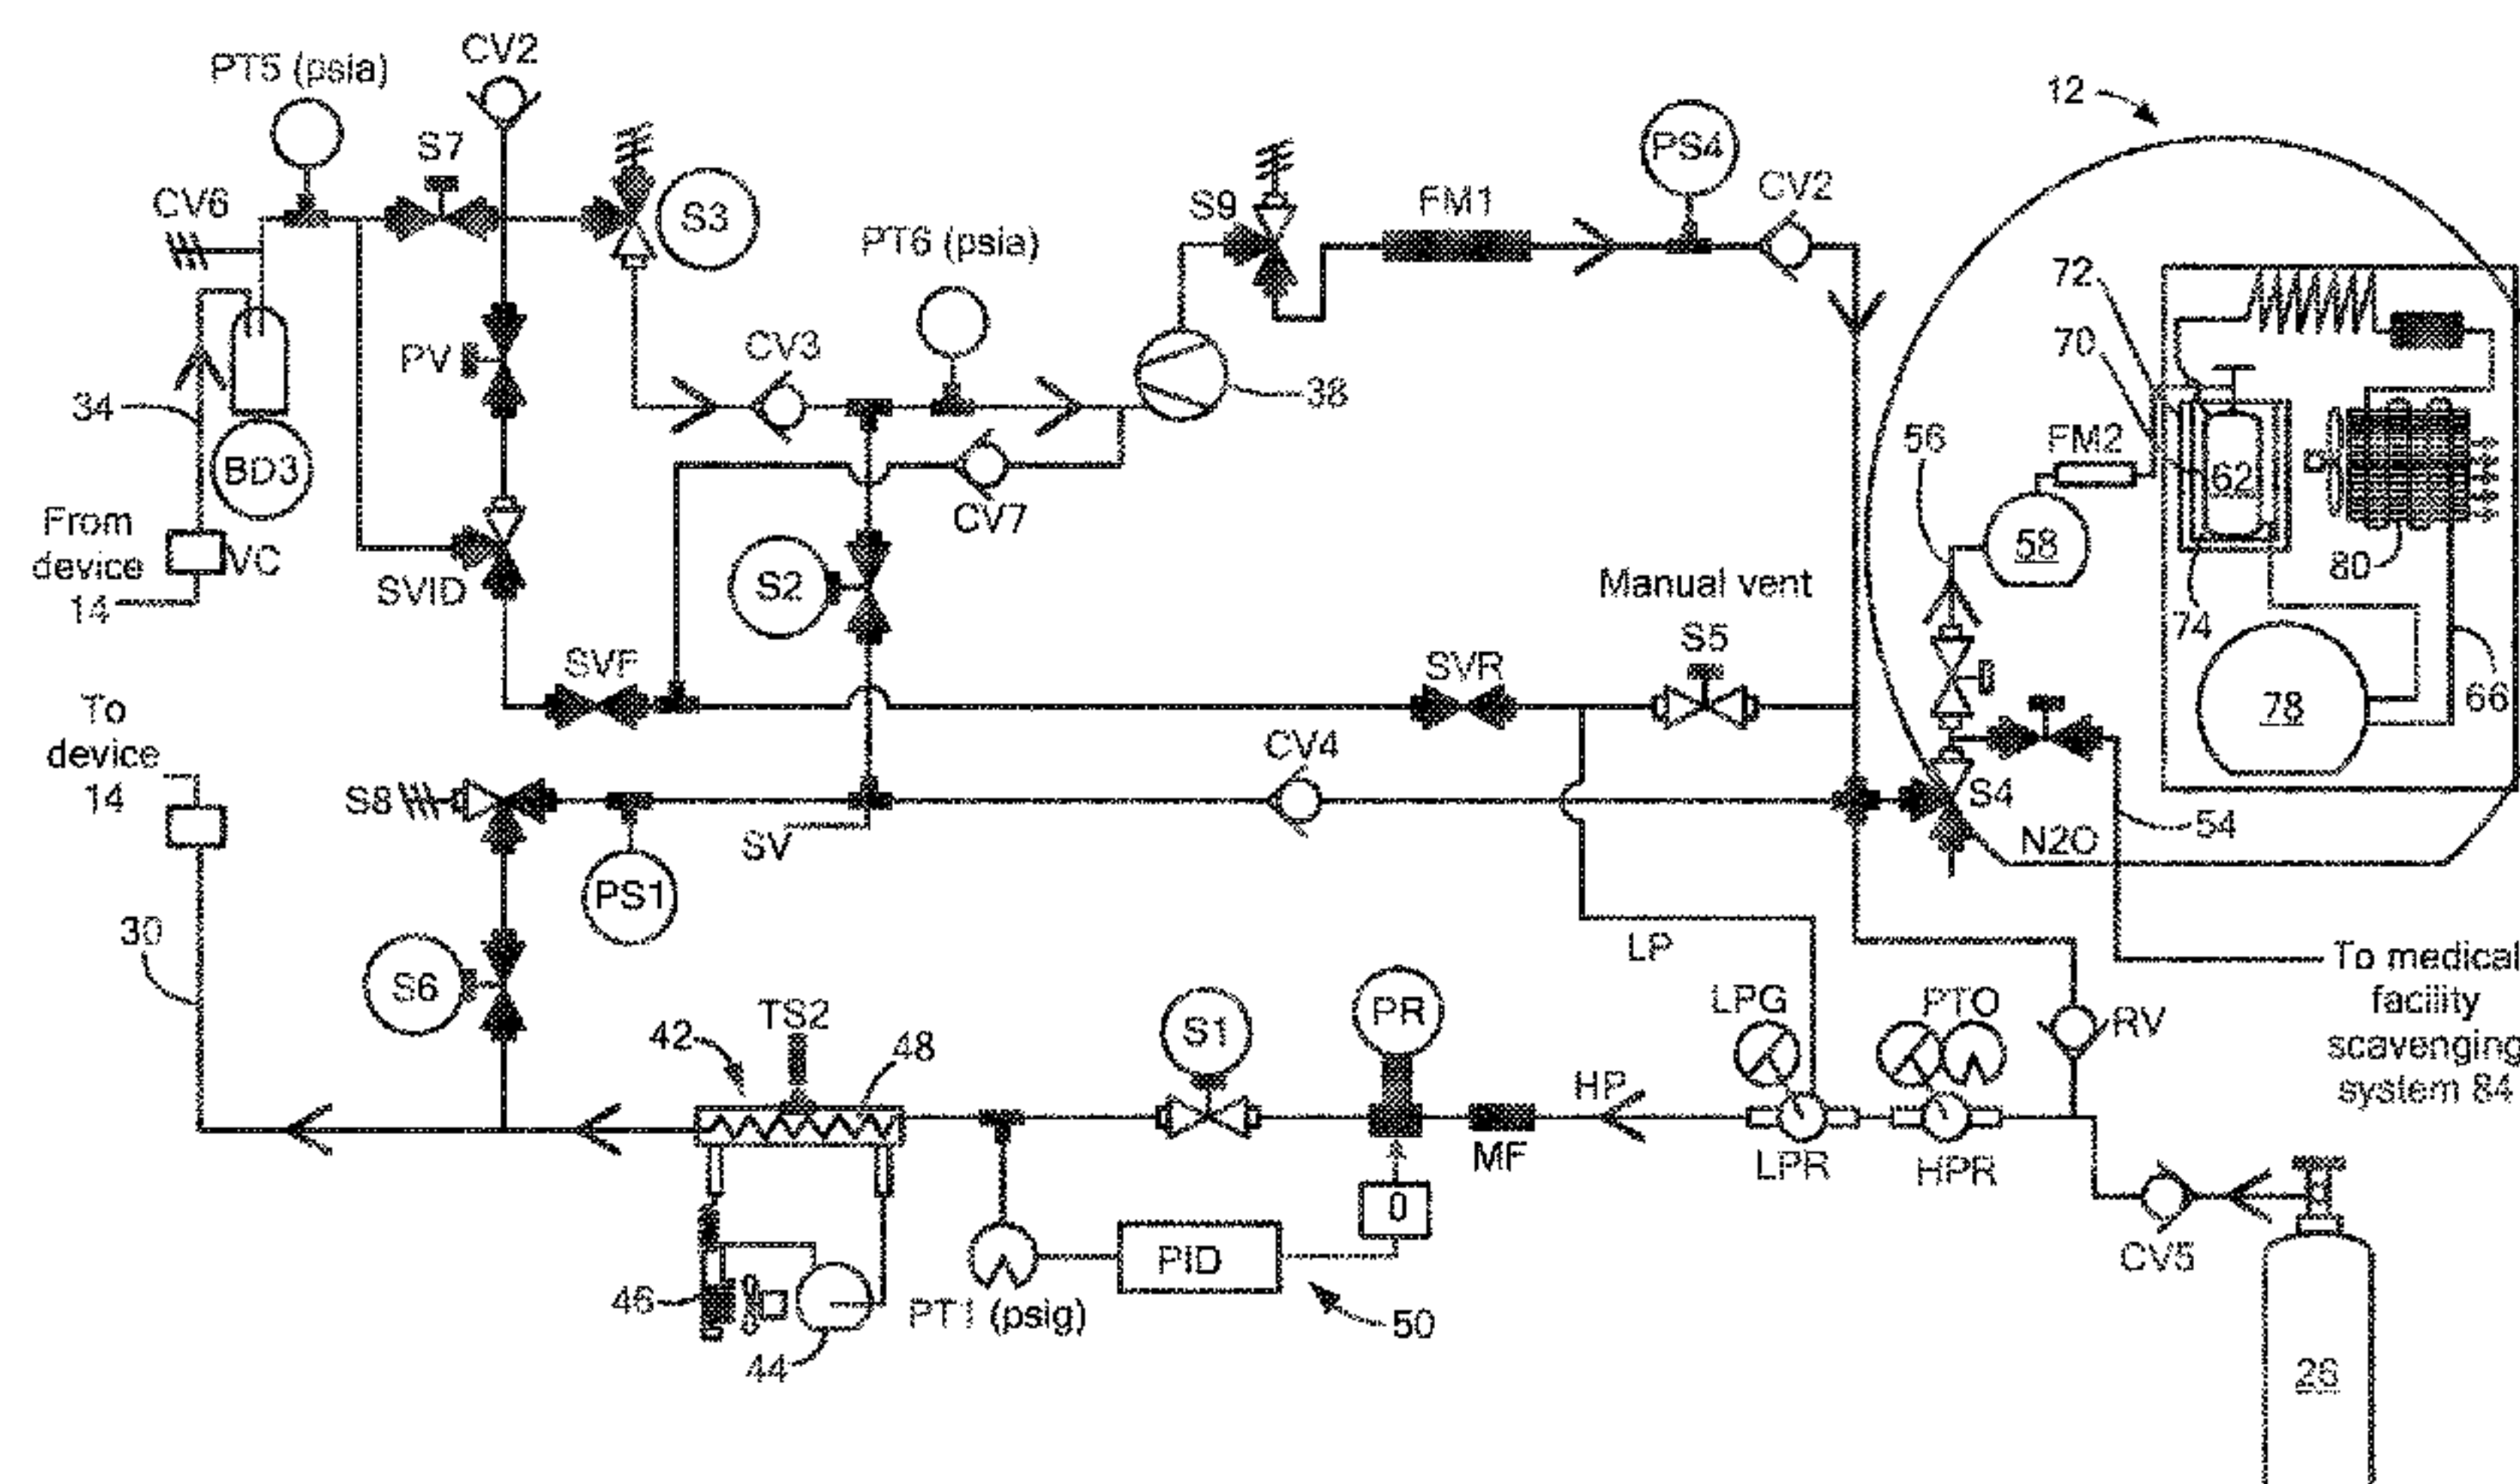 PT5 (psia)
CV2
12
S7
PS4
CV6
S3
S9
FM1
CV2
PT6 (psia)
72
70
PV
CV3
34
38
56
FM2
BD3
62
From
device
14
VC
CV7
58
80
SVID
S2
Manual vent
S5
74
SVF
SVR
66
To
device
14
78
CV4
S8
S4
SV
N2O
54
PS1
30
LP
To medical
facility
scavenging
system 84
S6
TS2
42
48
S1
PR
LPG
PTO
RV
HP
MF
LPR
HPR
0
PID
CV5
46
PT1 (psig)
50
44
26